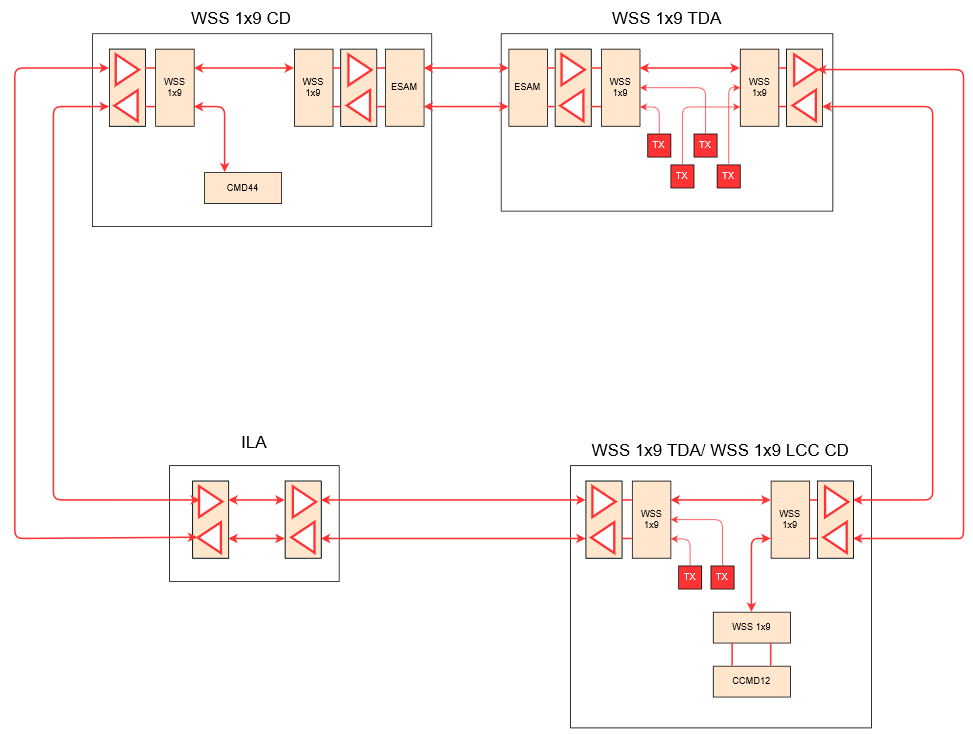 WSS 1x9 CD
WSS 1x9 TDA
WSS
1x9
WSS
1x9
ESAM
ESAM
WSS
1x9
WSS
1x9
TX
TX
TX
TX
CMD44
ILA
WSS 1x9 TDA/ WSS 1x9 LCC CD
WSS
1x9
WSS
1x9
TX
TX
WSS 1x9
CCMD12